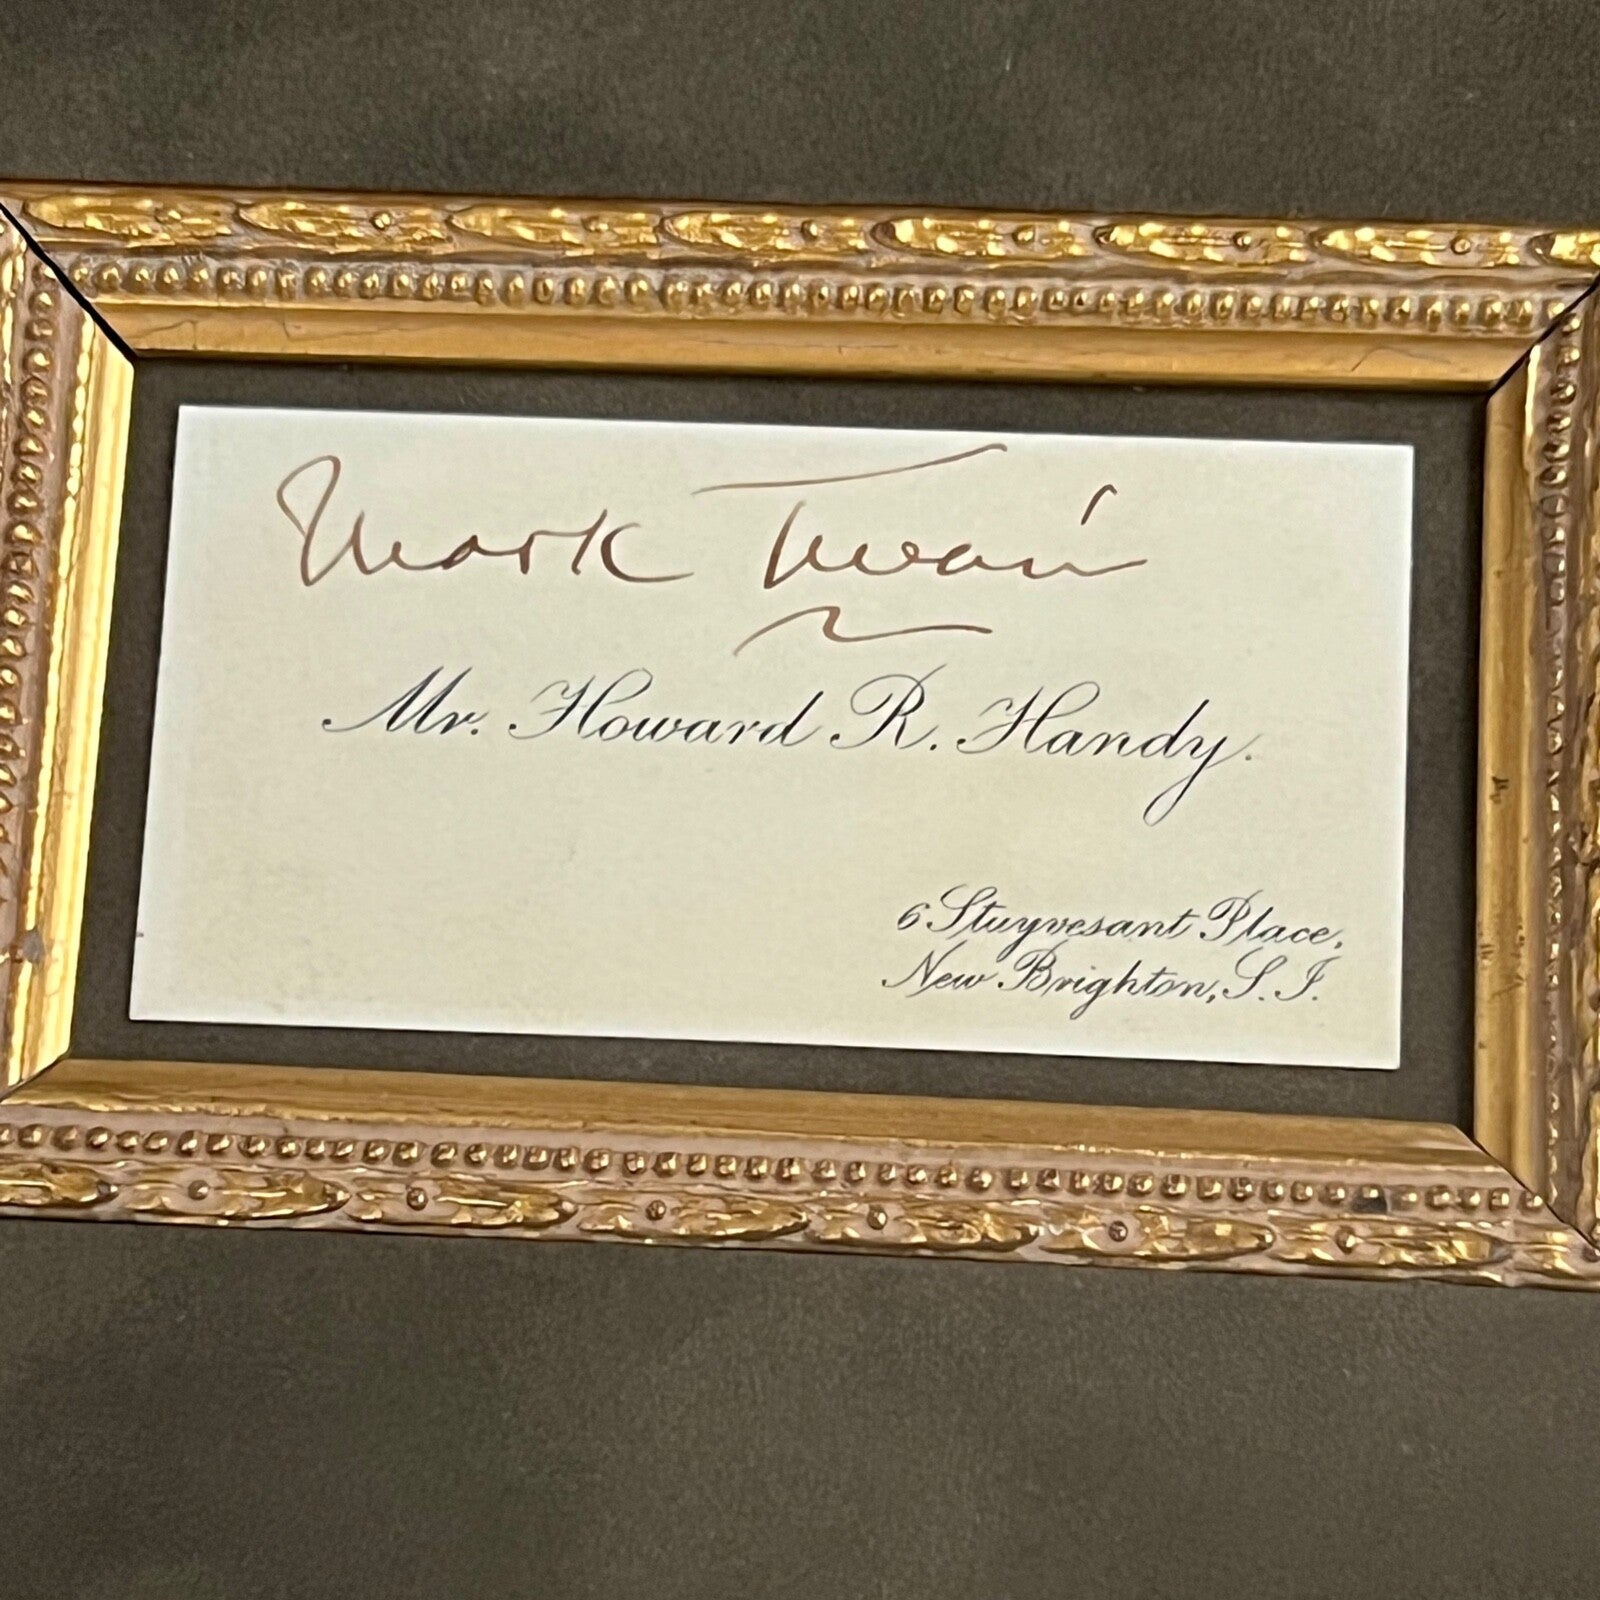 Mark Twain
Mr. Howard R. Handy.
6 Stuyvesant Place,
New Brighton, S. I.